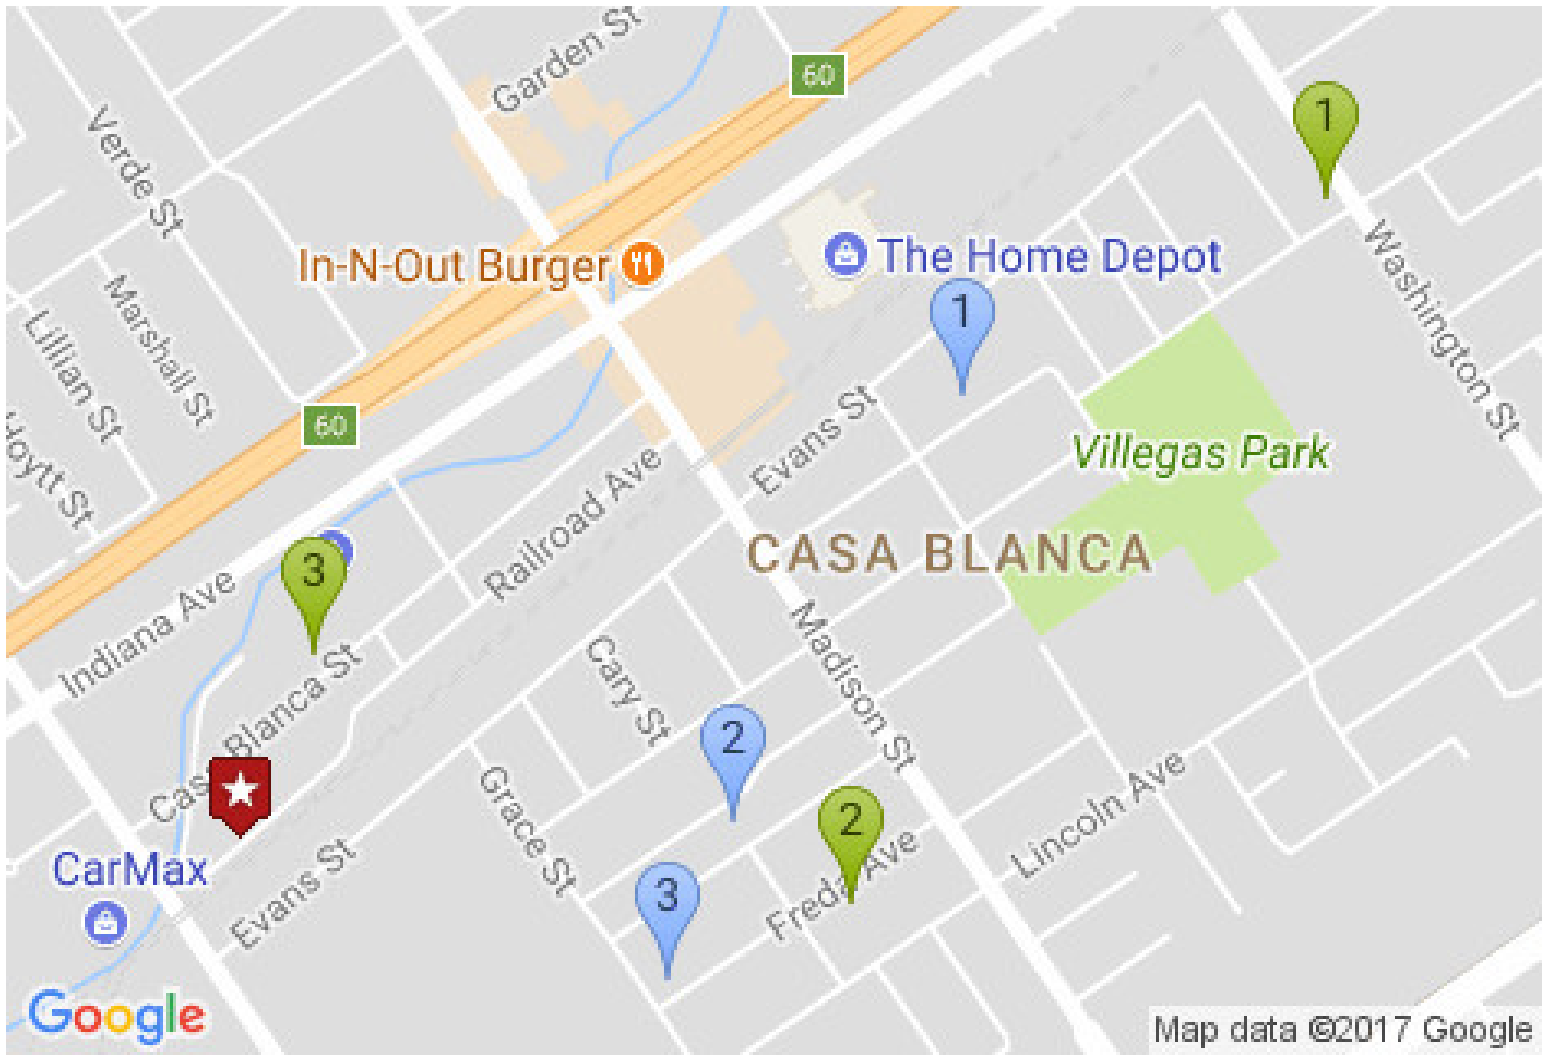 Garden St
60
1
Verde St
Washington St
In-N-Out Burger
The Home Depot
Marshall St
Lillian St
1
60
Evans St
Villegas Park
Hoytt St
Railroad Ave
CASA BLANCA
3
Indiana Ave
Madison St
Cary St
Casa Blanca St
2
Lincoln Ave
Grace St
2
CarMax
Evans St
3
Freda Ave
Google
Map data ©2017 Google